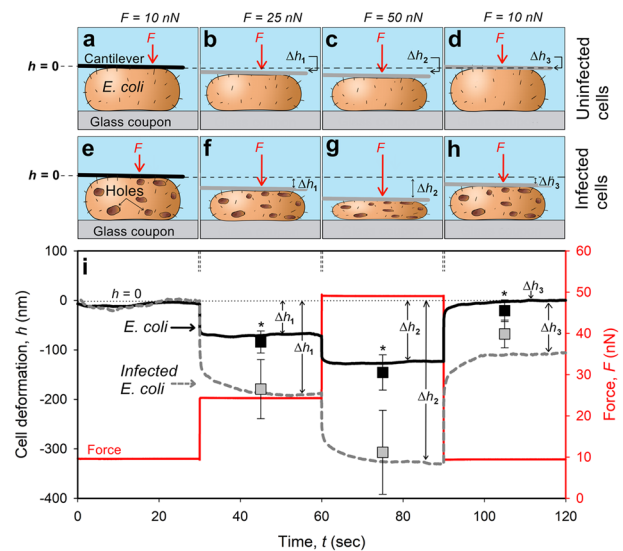 F = 10 nN F = 25 nN F = 50 nN F = 10 nN
a b c d
F F F F
Cantilever Δh1 Δh2 Δh3
h = 0
E. coli
Glass coupon
Uninfected cells
e f g h
F F F F
h = 0
Holes Δh1 Δh2 Δh3
Glass coupon
Infected cells
i
h = 0
E. coli
Infected
E. coli
Force
* * *
Δh1 Δh1 Δh2 Δh2 Δh3 Δh3
100
0
-100
-200
-300
-400
Cell deformation, h (nm)
60
50
40
30
20
10
0
Force, F (nN)
0 20 40 60 80 100 120
Time, t (sec)